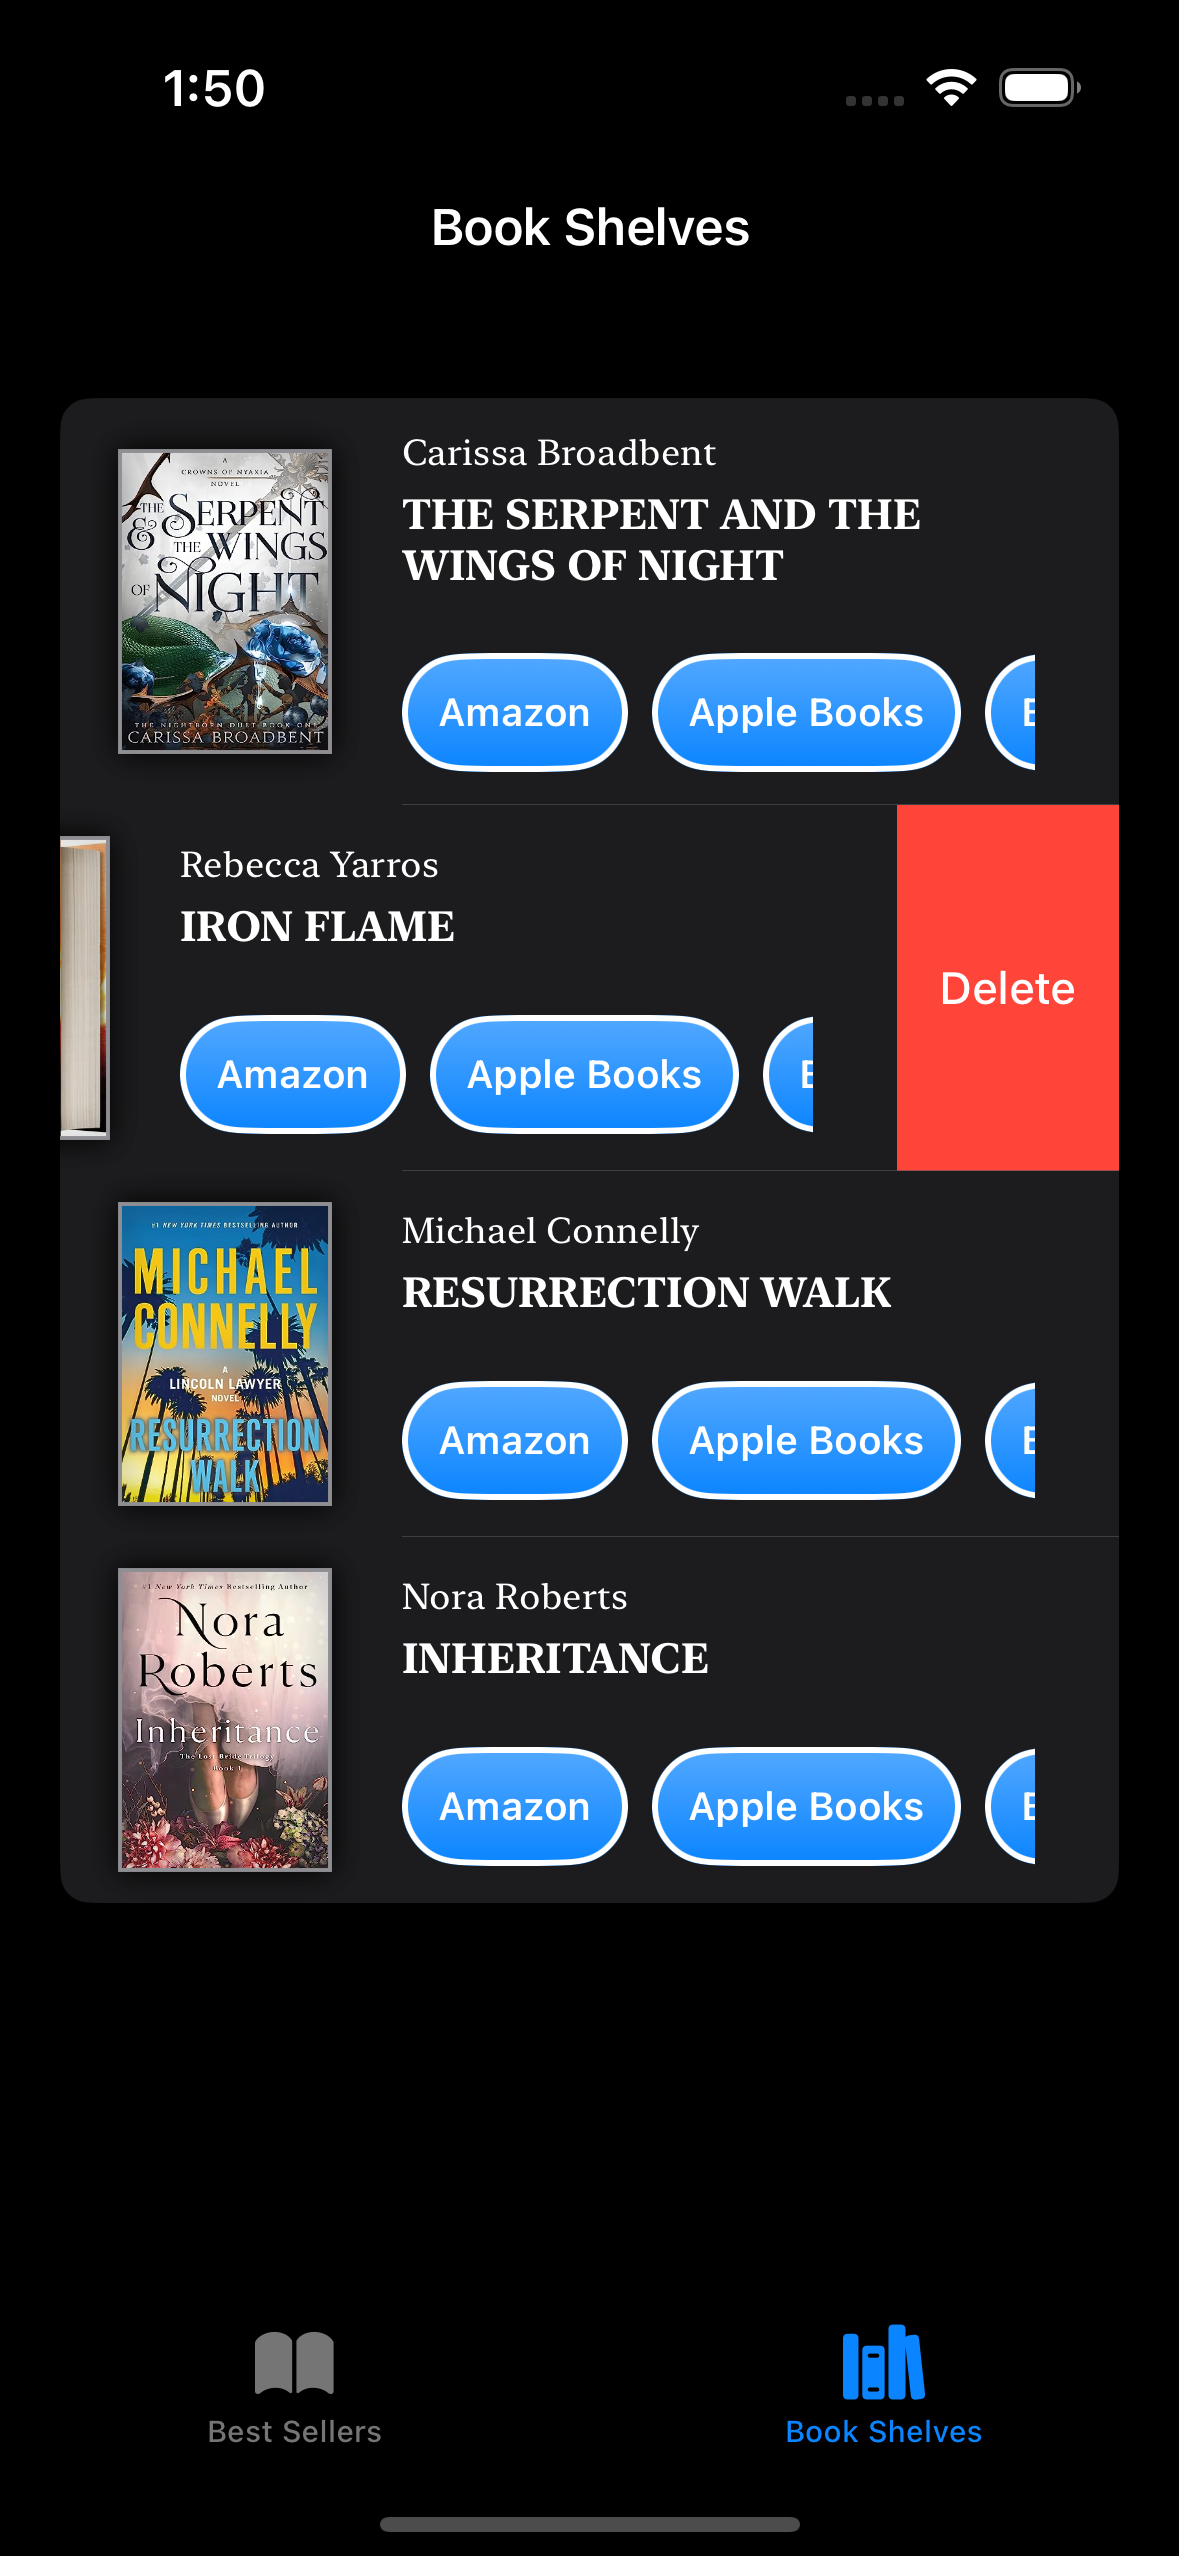 1:50
Book Shelves
A
CROWNS OF NYAXIA
NOVEL
THE SERPENT
& THE WINGS
OF NIGHT
THE NIGHTBORN DUET BOOK ONE
CARISSA BROADBENT
Carissa Broadbent
THE SERPENT AND THE
WINGS OF NIGHT
Amazon
Apple Books
Rebecca Yarros
IRON FLAME
Amazon
Apple Books
Delete
#1 NEW YORK TIMES BESTSELLING AUTHOR
MICHAEL
CONNELLY
A
LINCOLN LAWYER
NOVEL
RESURRECTION
WALK
Michael Connelly
RESURRECTION WALK
Amazon
Apple Books
#1 New York Times Bestselling Author
Nora
Roberts
Inheritance
The Lost Bride Trilogy
Book 1
Nora Roberts
INHERITANCE
Amazon
Apple Books
Best Sellers
Book Shelves